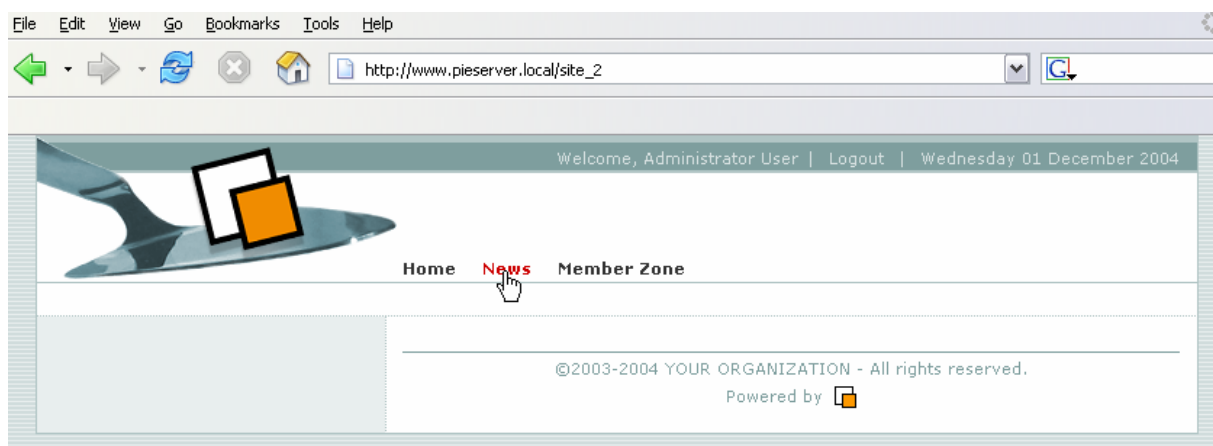 File Edit View Go Bookmarks Tools Help
http://www.pieserver.local/site_2
G
Welcome, Administrator User | Logout | Wednesday 01 December 2004
Home News Member Zone
©2003-2004 YOUR ORGANIZATION - All rights reserved.
Powered by